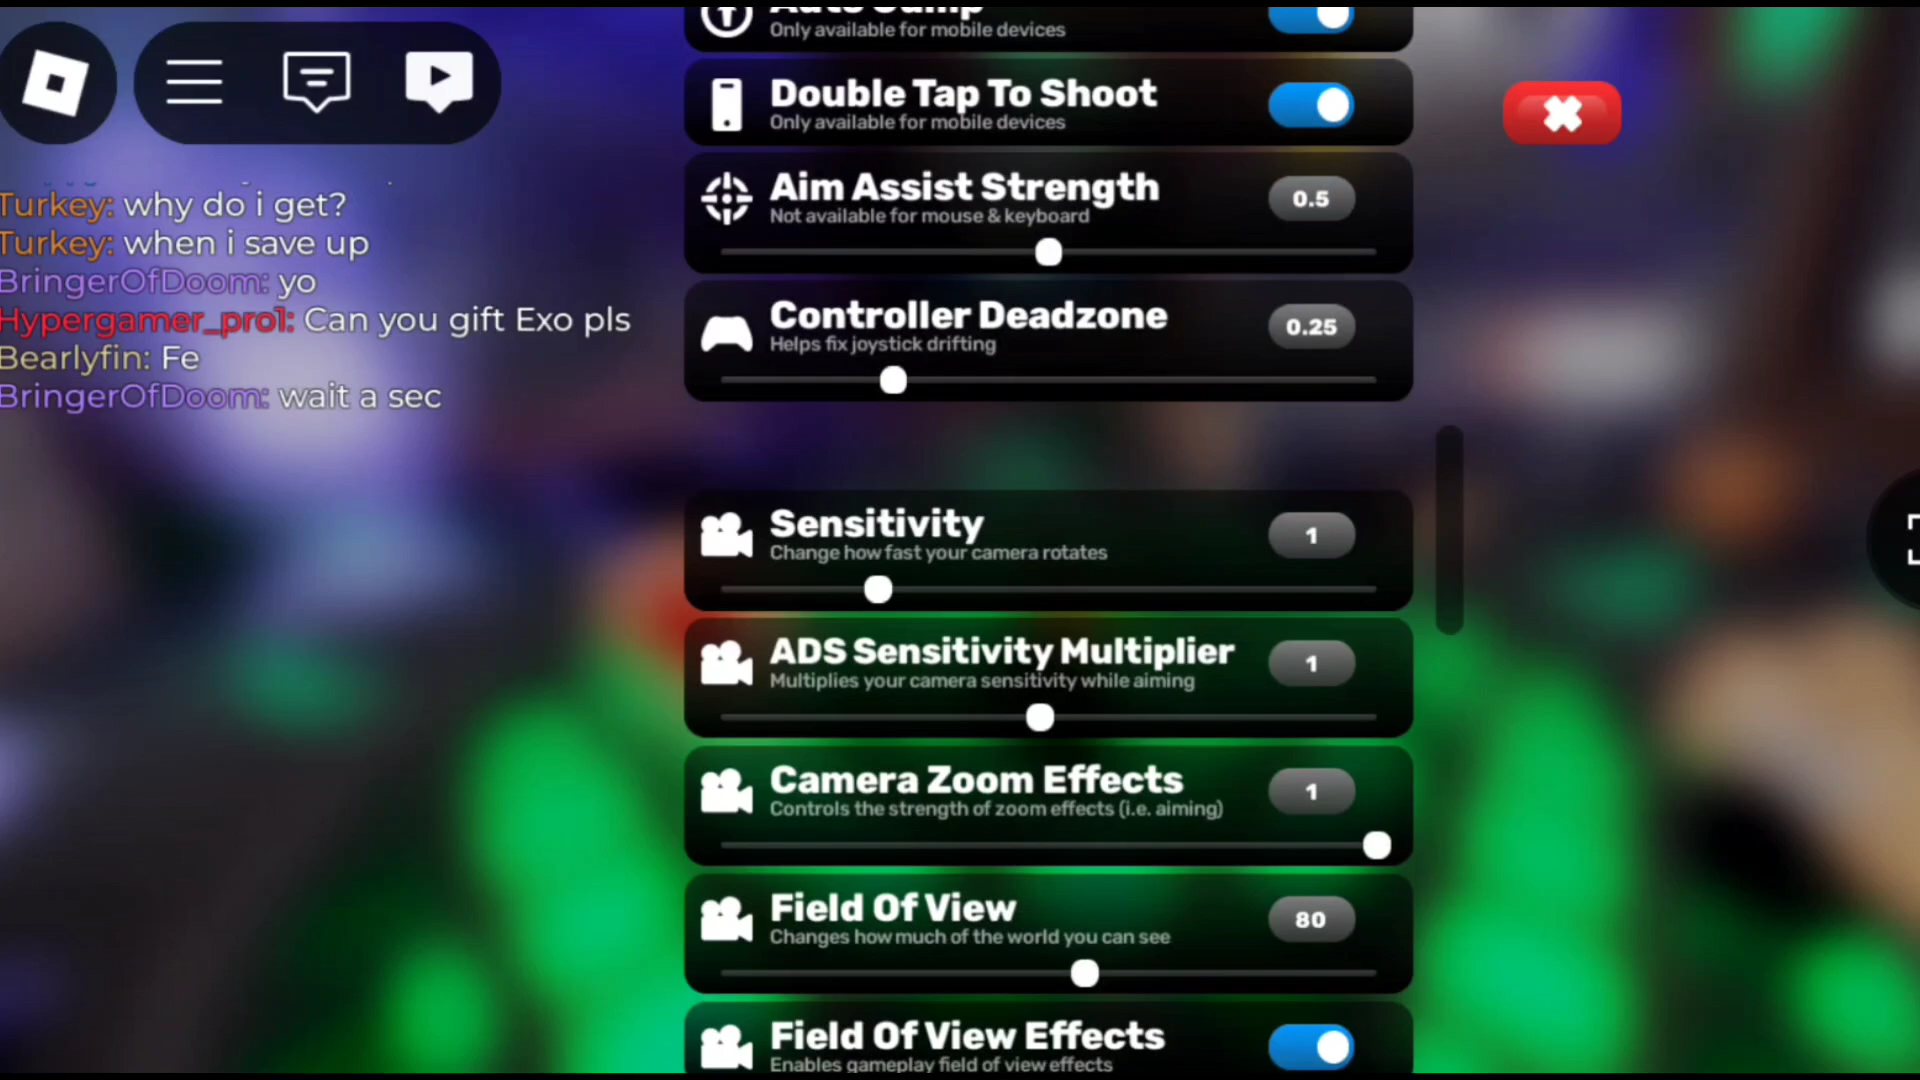 Auto Jump
Only available for mobile devices
Double Tap To Shoot
Only available for mobile devices
Aim Assist Strength
0.5
Not available for mouse & keyboard
Controller Deadzone
0.25
Helps fix joystick drifting
Turkey: why do i get?
Turkey: when i save up
BringerOfDoom: yo
Hypergamer_pro1: Can you gift Exo pls
Bearlyfin: Fe
BringerOfDoom: wait a sec
Sensitivity
1
Change how fast your camera rotates
ADS Sensitivity Multiplier
1
Multiplies your camera sensitivity while aiming
Camera Zoom Effects
1
Controls the strength of zoom effects (i.e. aiming)
Field Of View
80
Changes how much of the world you can see
Field Of View Effects
Enables gameplay field of view effects